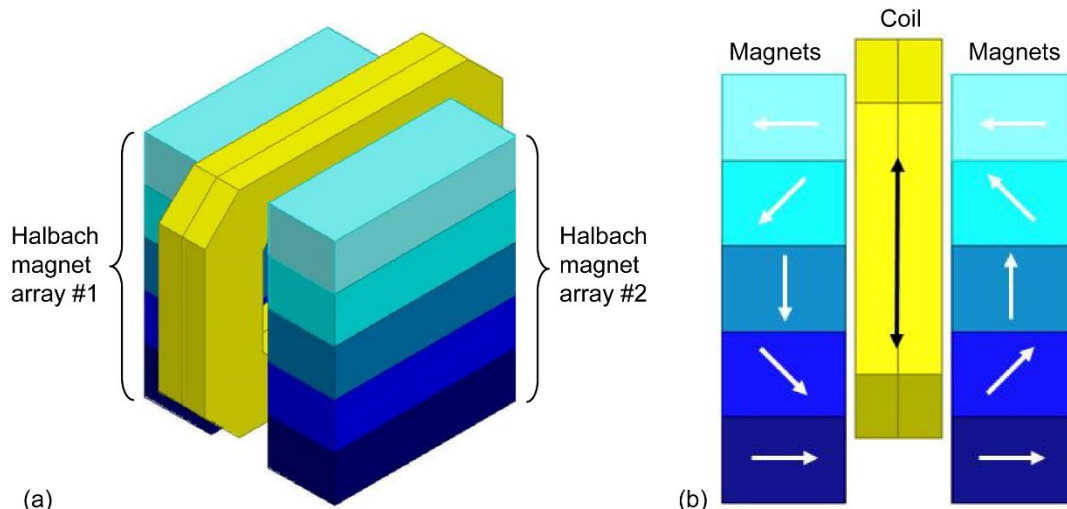 Halbach
magnet
array #1
Halbach
magnet
array #2
(a)
Coil
Magnets
Magnets
(b)